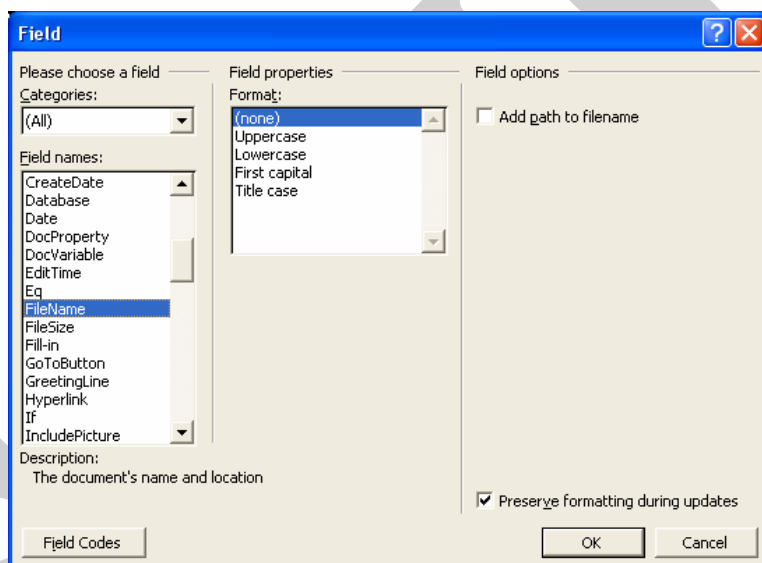 Field
Please choose a field
Categories:
(All)
Field names:
CreateDate
Database
Date
DocProperty
DocVariable
EditTime
Eq
FileName
FileSize
Fill-in
GoToButton
GreetingLine
Hyperlink
If
IncludePicture
Field properties
Format:
(none)
Uppercase
Lowercase
First capital
Title case
Field options
Add path to filename
Description:
The document's name and location
Preserve formatting during updates
Field Codes
OK
Cancel